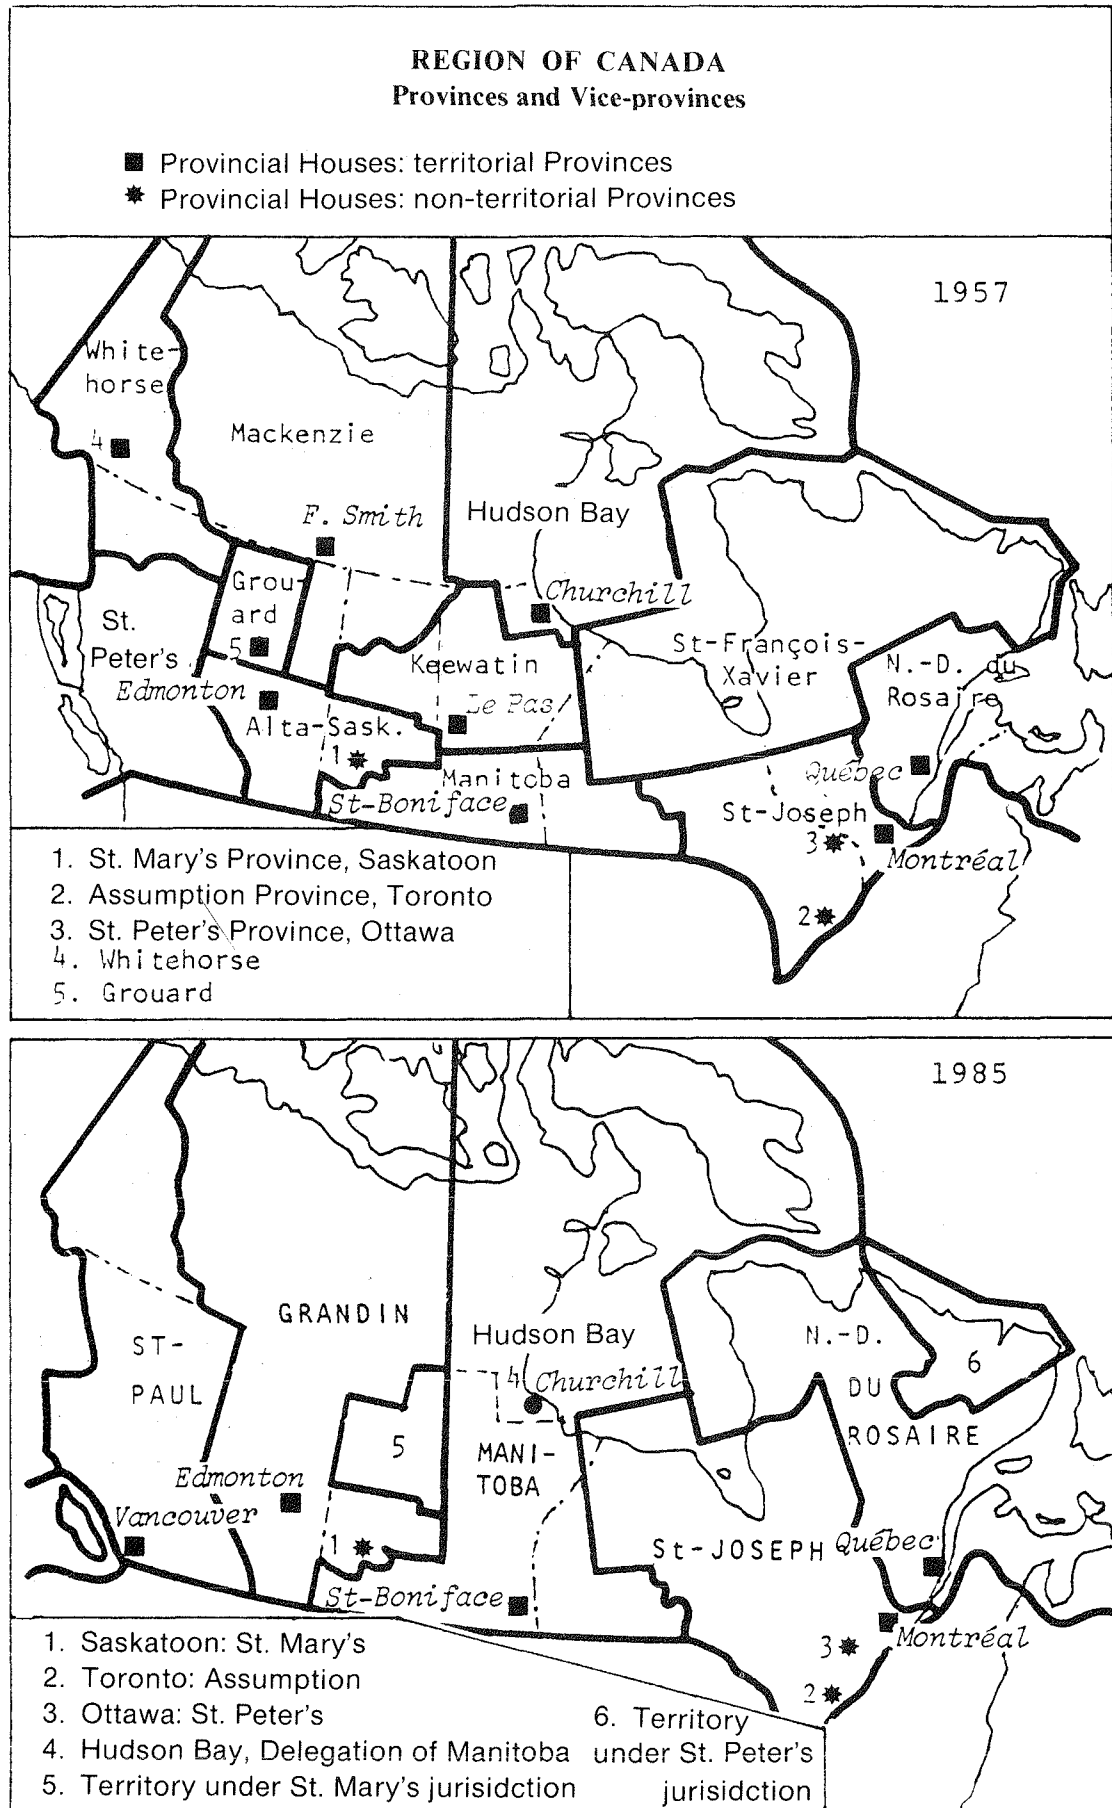 REGION OF CANADA
Provinces and Vice-provinces
■ Provincial Houses: territorial Provinces
✸ Provincial Houses: non-territorial Provinces
1957
White-
horse
4
Mackenzie
F. Smith
Hudson Bay
Grou-
ard
5
Churchill
St.
Peter's
Keewatin
St-François-
Xavier
N.-D. du
Rosaire
Edmonton
Le Pas
Alta-Sask.
1
Manitoba
Québec
St-Boniface
St-Joseph
3
Montréal
2
1. St. Mary's Province, Saskatoon
2. Assumption Province, Toronto
3. St. Peter's Province, Ottawa
4. Whitehorse
5. Grouard
1985
GRANDIN
Hudson Bay
N.-D.
DU
ROSAIRE
6
ST-
PAUL
4
Churchill
5
MANI-
TOBA
Edmonton
Vancouver
1
St-JOSEPH
Québec
St-Boniface
Montréal
3
2
1. Saskatoon: St. Mary's
2. Toronto: Assumption
3. Ottawa: St. Peter's
4. Hudson Bay, Delegation of Manitoba
5. Territory under St. Mary's jurisidction
6. Territory
under St. Peter's
jurisidction